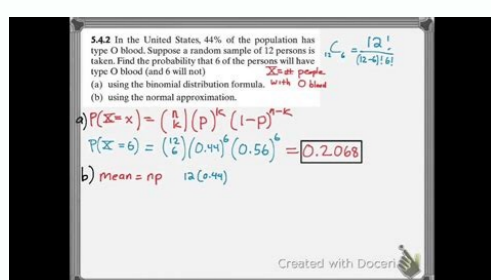 5.4.2 In the United States, 44% of the population has
type O blood. Suppose a random sample of 12 persons is
taken. Find the probability that 6 of the persons will have
type O blood (and 6 will not)
(a) using the binomial distribution formula.
(b) using the normal approximation.
X = # people
with O blood
₁₂C₆ = 12! / (12-6)! 6!
a) P(X = x) = (n k) (p)^k (1-p)^n-k
P(X = 6) = (12 6) (0.44)^6 (0.56)^6 = 0.2068
b) mean = np 12(0.44)
Created with Doceri